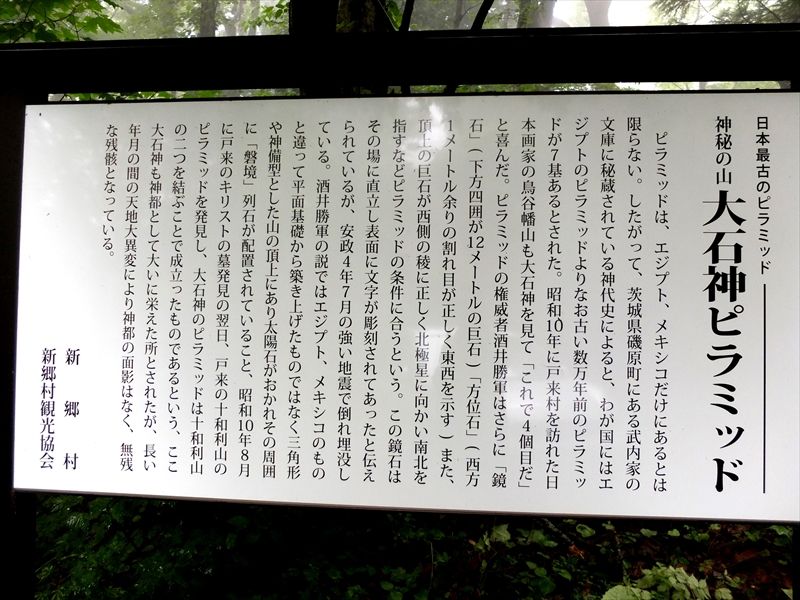 日本最古のピラミッド
神秘の山 大石神ピラミッド
ピラミッドは、エジプト、メキシコだけにあるとは
限らない。したがって、茨城県磯原町にある武内家の
文庫に秘蔵されている神代史によると、わが国にはエ
ジプトのピラミッドよりなお古い数万年前のピラミッ
ドが7基あるとされた。昭和10年に戸来村を訪れた日
本画家の鳥谷幡山も大石神を見て「これで4個目だ」
と喜んだ。ピラミッドの権威者酒井勝軍はさらに「鏡
石」(下方四囲が12メートルの巨石)「方位石」(西方
1メートル余りの割れ目が正しく東西を示す)また、
頂上の巨石が西側の稜に正しく北極星に向かい南北を
指すなどピラミッドの条件に合うという。この鏡石は
その場に直立し表面に文字が彫刻されてあったと伝え
られているが、安政4年7月の強い地震で倒れ埋没し
ている。酒井勝軍の説ではエジプト、メキシコのもの
と違って平面基礎から築き上げたものではなく三角形
や神備型とした山の頂上にあり太陽石がおかれその周囲
に「磐境」列石が配置されていること、昭和10年8月
に戸来のキリストの墓発見の翌日、戸来の十和利山の
ピラミッドを発見し、大石神のピラミッドは十和利山
の二つを結ぶことで成立ったものであるという、ここ
大石神も神都として大いに栄えた所とされたが、長い
年月の間の天地大異変により神都の面影はなく、無残
な残骸となっている。
新郷村
新郷村観光協会